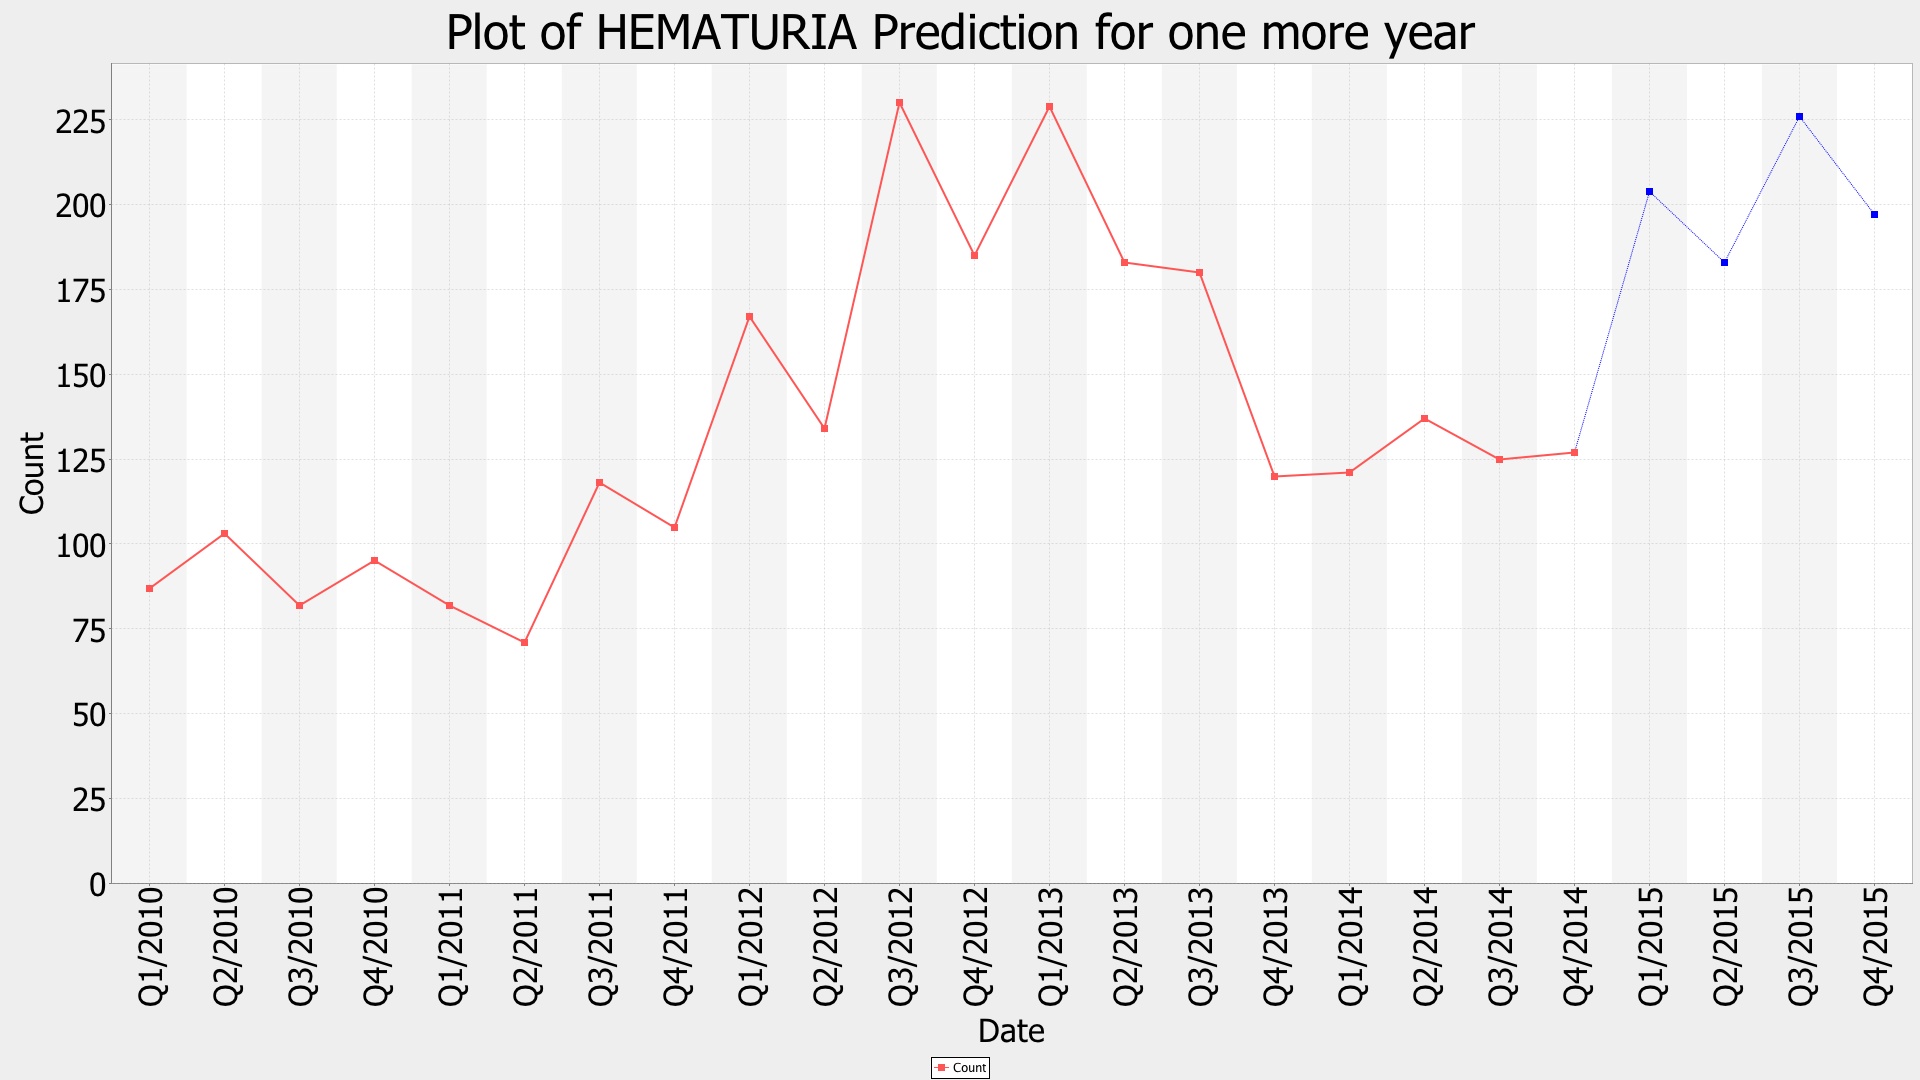 Plot of HEMATURIA Prediction for one more year
225
200
175
150
125
100
75
50
25
0
Count
Q1/2010
Q2/2010
Q3/2010
Q4/2010
Q1/2011
Q2/2011
Q3/2011
Q4/2011
Q1/2012
Q2/2012
Q3/2012
Q4/2012
Q1/2013
Q2/2013
Q3/2013
Q4/2013
Q1/2014
Q2/2014
Q3/2014
Q4/2014
Q1/2015
Q2/2015
Q3/2015
Q4/2015
Date
Count